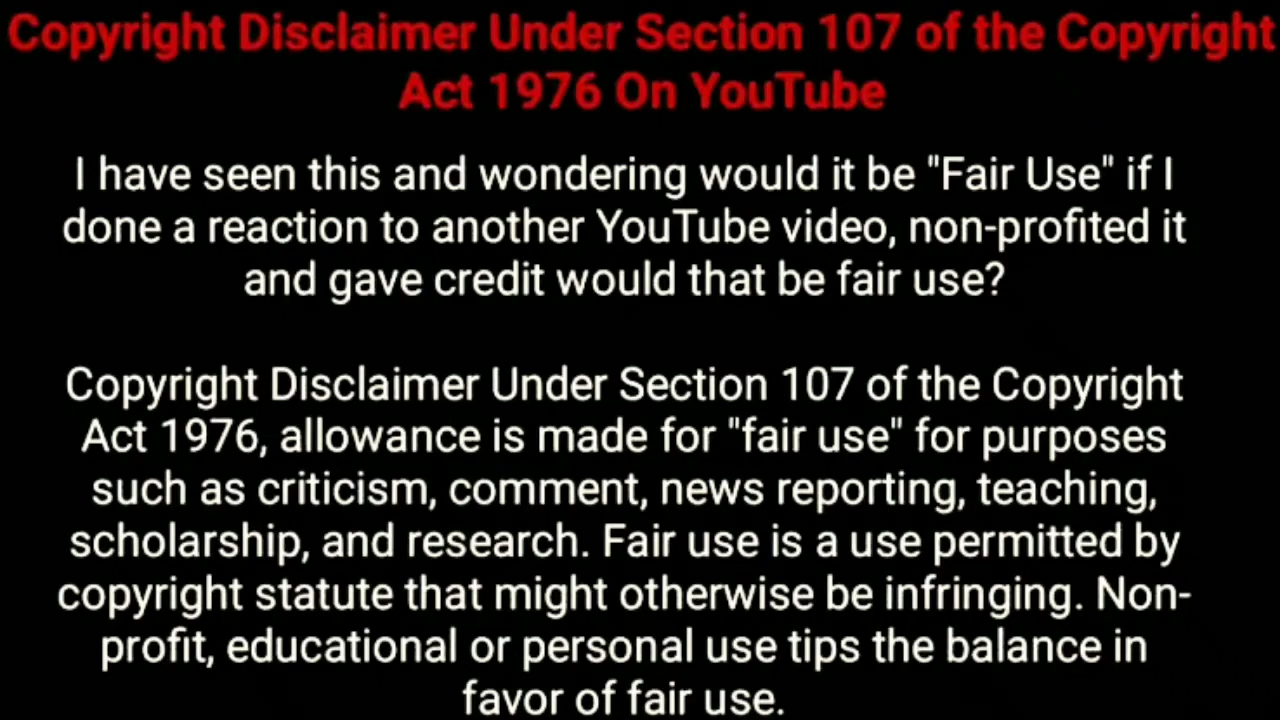 Copyright Disclaimer Under Section 107 of the Copyright
Act 1976 On YouTube
I have seen this and wondering would it be "Fair Use" if I
done a reaction to another YouTube video, non-profited it
and gave credit would that be fair use?
Copyright Disclaimer Under Section 107 of the Copyright
Act 1976, allowance is made for "fair use" for purposes
such as criticism, comment, news reporting, teaching,
scholarship, and research. Fair use is a use permitted by
copyright statute that might otherwise be infringing. Non-
profit, educational or personal use tips the balance in
favor of fair use.